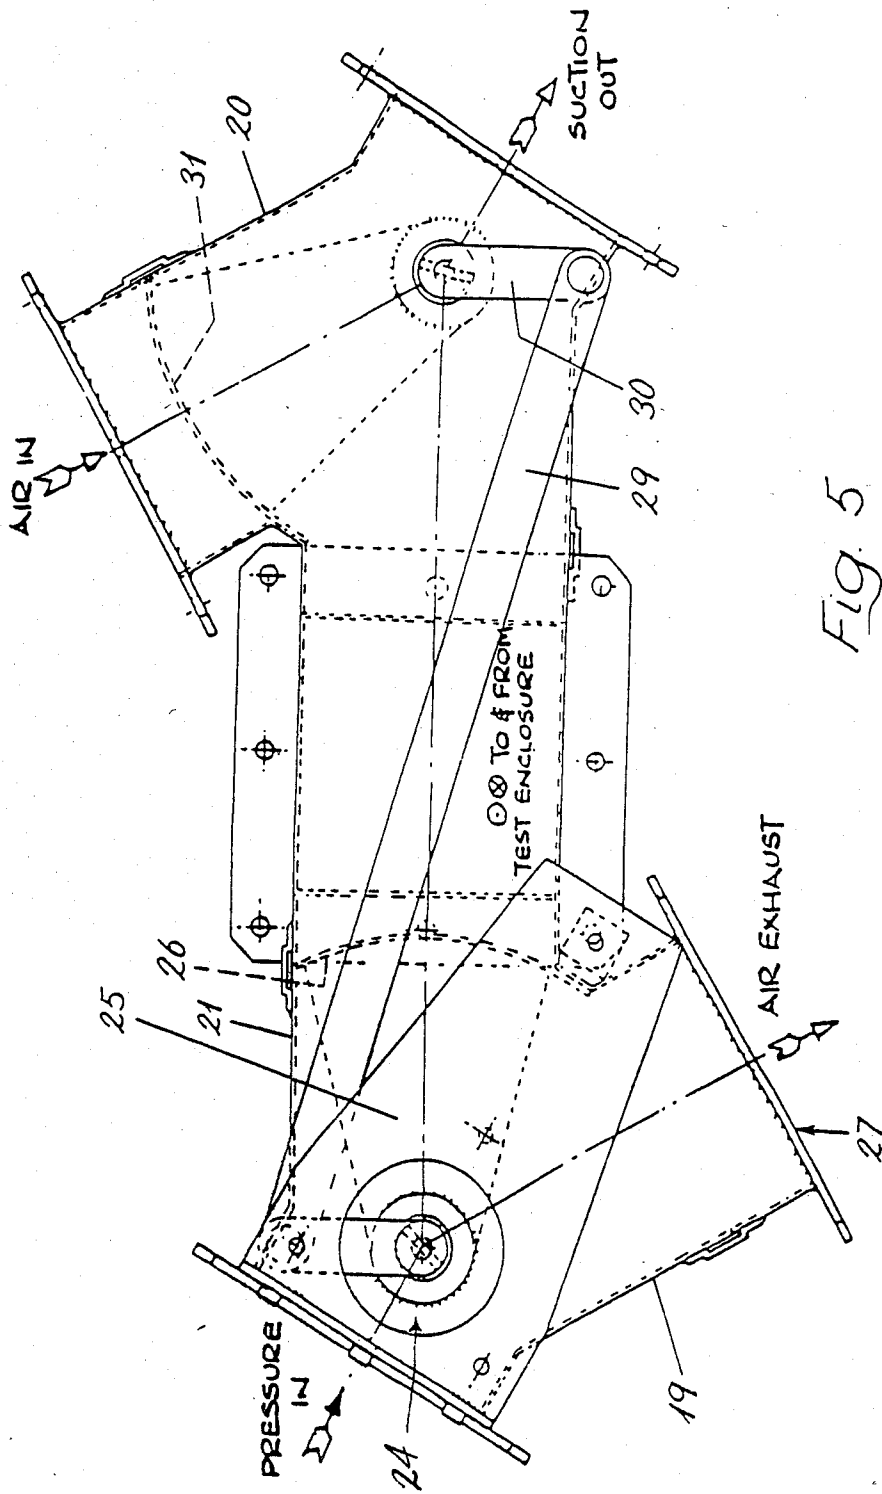 AIR IN
31
20
SUCTION
OUT
30
29
⊙⊗ TO & FROM
TEST ENCLOSURE
26
21
25
AIR EXHAUST
27
PRESSURE
IN
24
19
Fig. 5